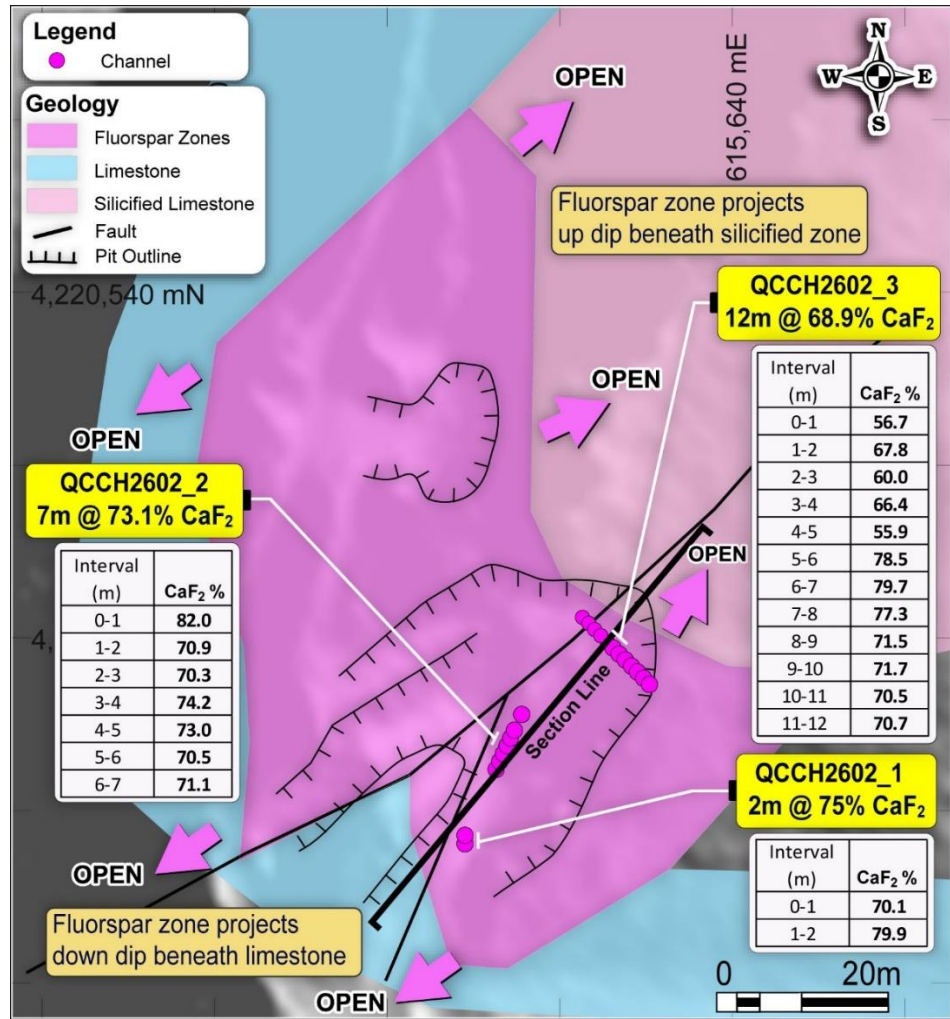 Legend
Channel
Geology
Fluorspar Zones
Limestone
Silicified Limestone
Fault
Pit Outline
N
W E
S
OPEN
615,640 mE
Fluorspar zone projects
up dip beneath silicified zone
4,220,540 mN
QCCH2602_3
12m @ 68.9% CaF₂
Interval
(m) CaF₂ %
0-1 56.7
1-2 67.8
2-3 60.0
3-4 66.4
4-5 55.9
5-6 78.5
6-7 79.7
7-8 77.3
8-9 71.5
9-10 71.7
10-11 70.5
11-12 70.7
OPEN
OPEN
QCCH2602_2
7m @ 73.1% CaF₂
Interval
(m) CaF₂ %
0-1 82.0
1-2 70.9
2-3 70.3
3-4 74.2
4-5 73.0
5-6 70.5
6-7 71.1
OPEN
Section Line
QCCH2602_1
2m @ 75% CaF₂
Interval
(m) CaF₂ %
0-1 70.1
1-2 79.9
OPEN
Fluorspar zone projects
down dip beneath limestone
OPEN
0 20m